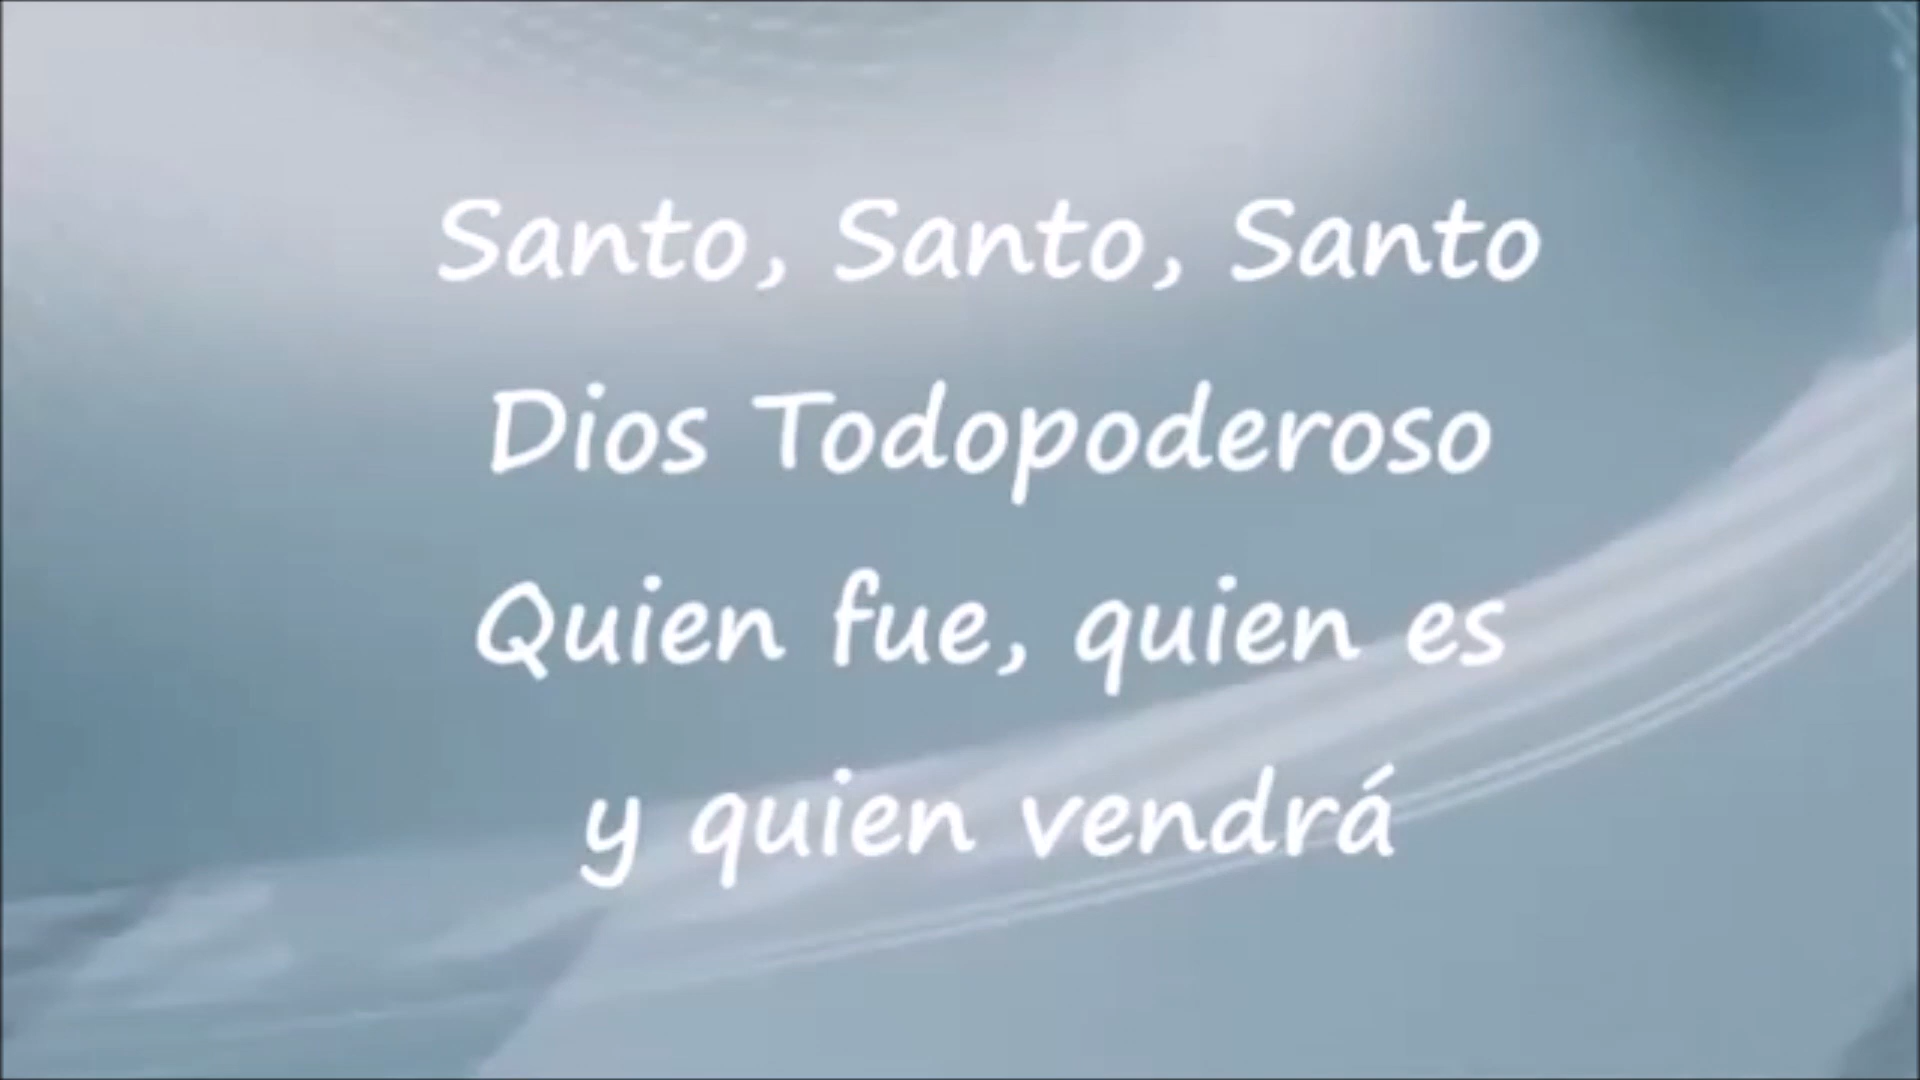 Santo, Santo, Santo
Dios Todopoderoso
Quien fue, quien es
y quien vendrá